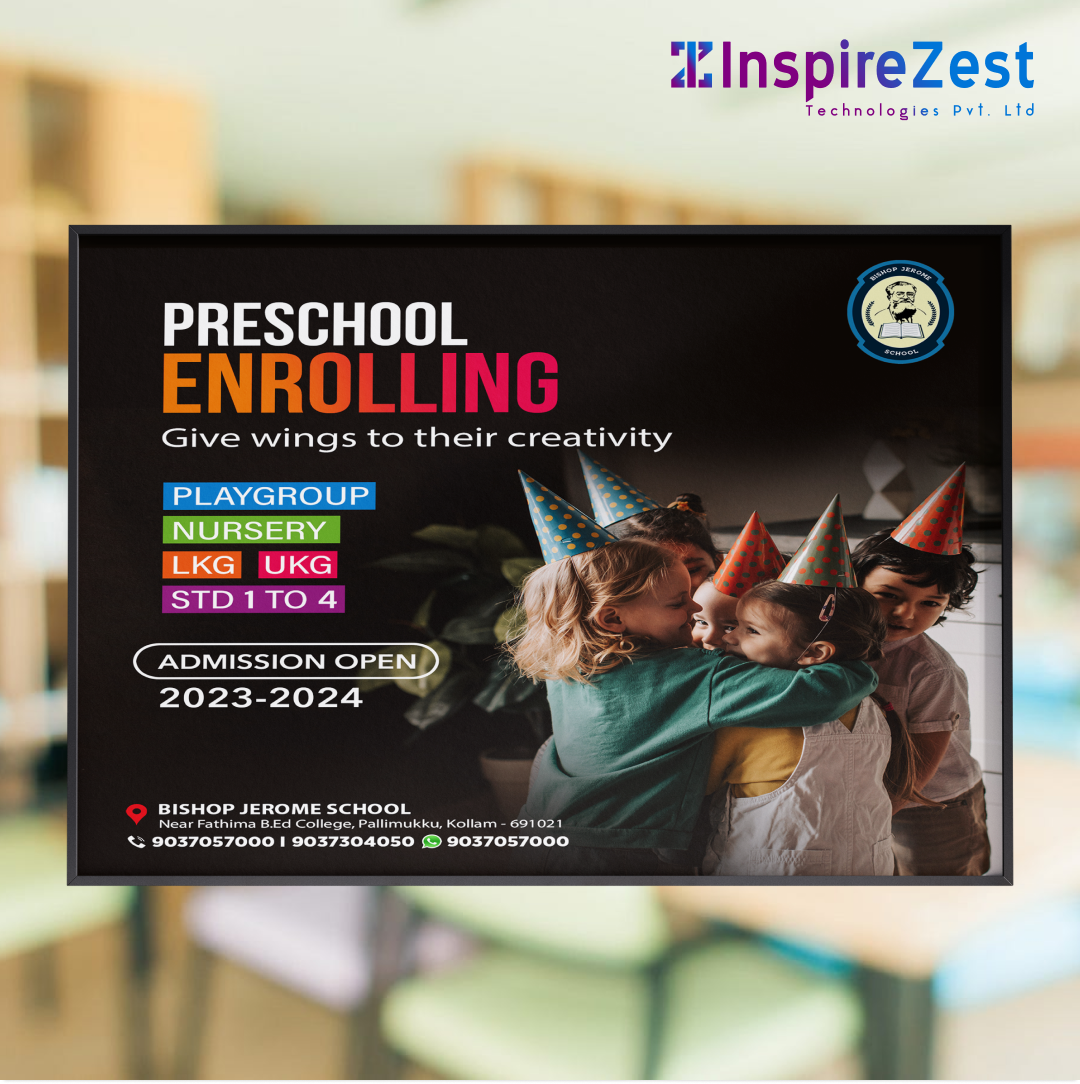 InspireZest
Technologies Pvt. Ltd
BISHOP JEROME
SCHOOL
PRESCHOOL
ENROLLING
Give wings to their creativity
PLAYGROUP
NURSERY
LKG UKG
STD 1 TO 4
ADMISSION OPEN
2023-2024
BISHOP JEROME SCHOOL
Near Fathima B.Ed College, Pallimukku, Kollam - 691021
9037057000 I 9037304050 9037057000